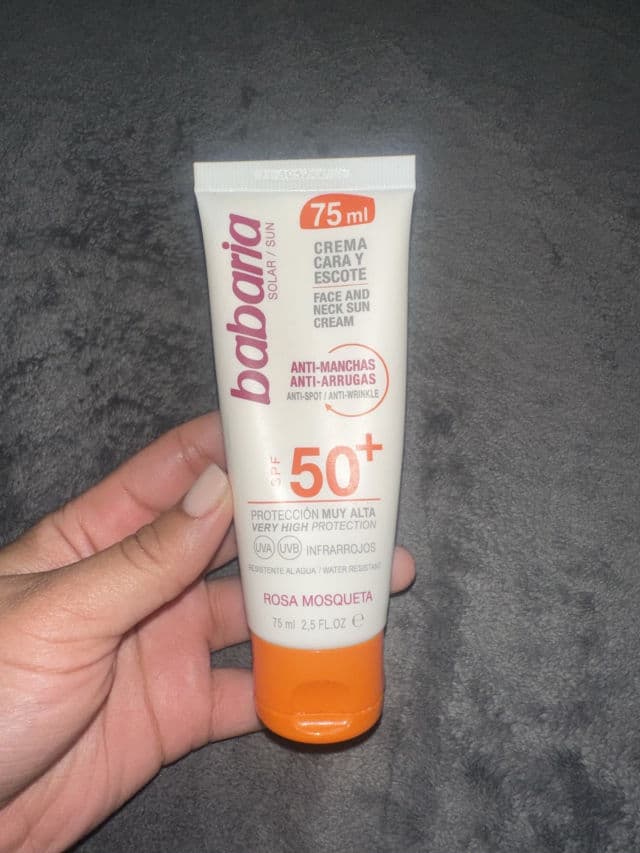 babaria
SOLAR / SUN
75 ml
CREMA
CARA Y
ESCOTE
FACE AND
NECK SUN
CREAM
ANTI-MANCHAS
ANTI-ARRUGAS
ANTI-SPOT / ANTI-WRINKLE
SPF 50+
PROTECCIÓN MUY ALTA
VERY HIGH PROTECTION
UVA UVB INFRARROJOS
RESISTENTE AL AGUA / WATER RESISTANT
ROSA MOSQUETA
75 ml 2,5 FL.OZ ℮